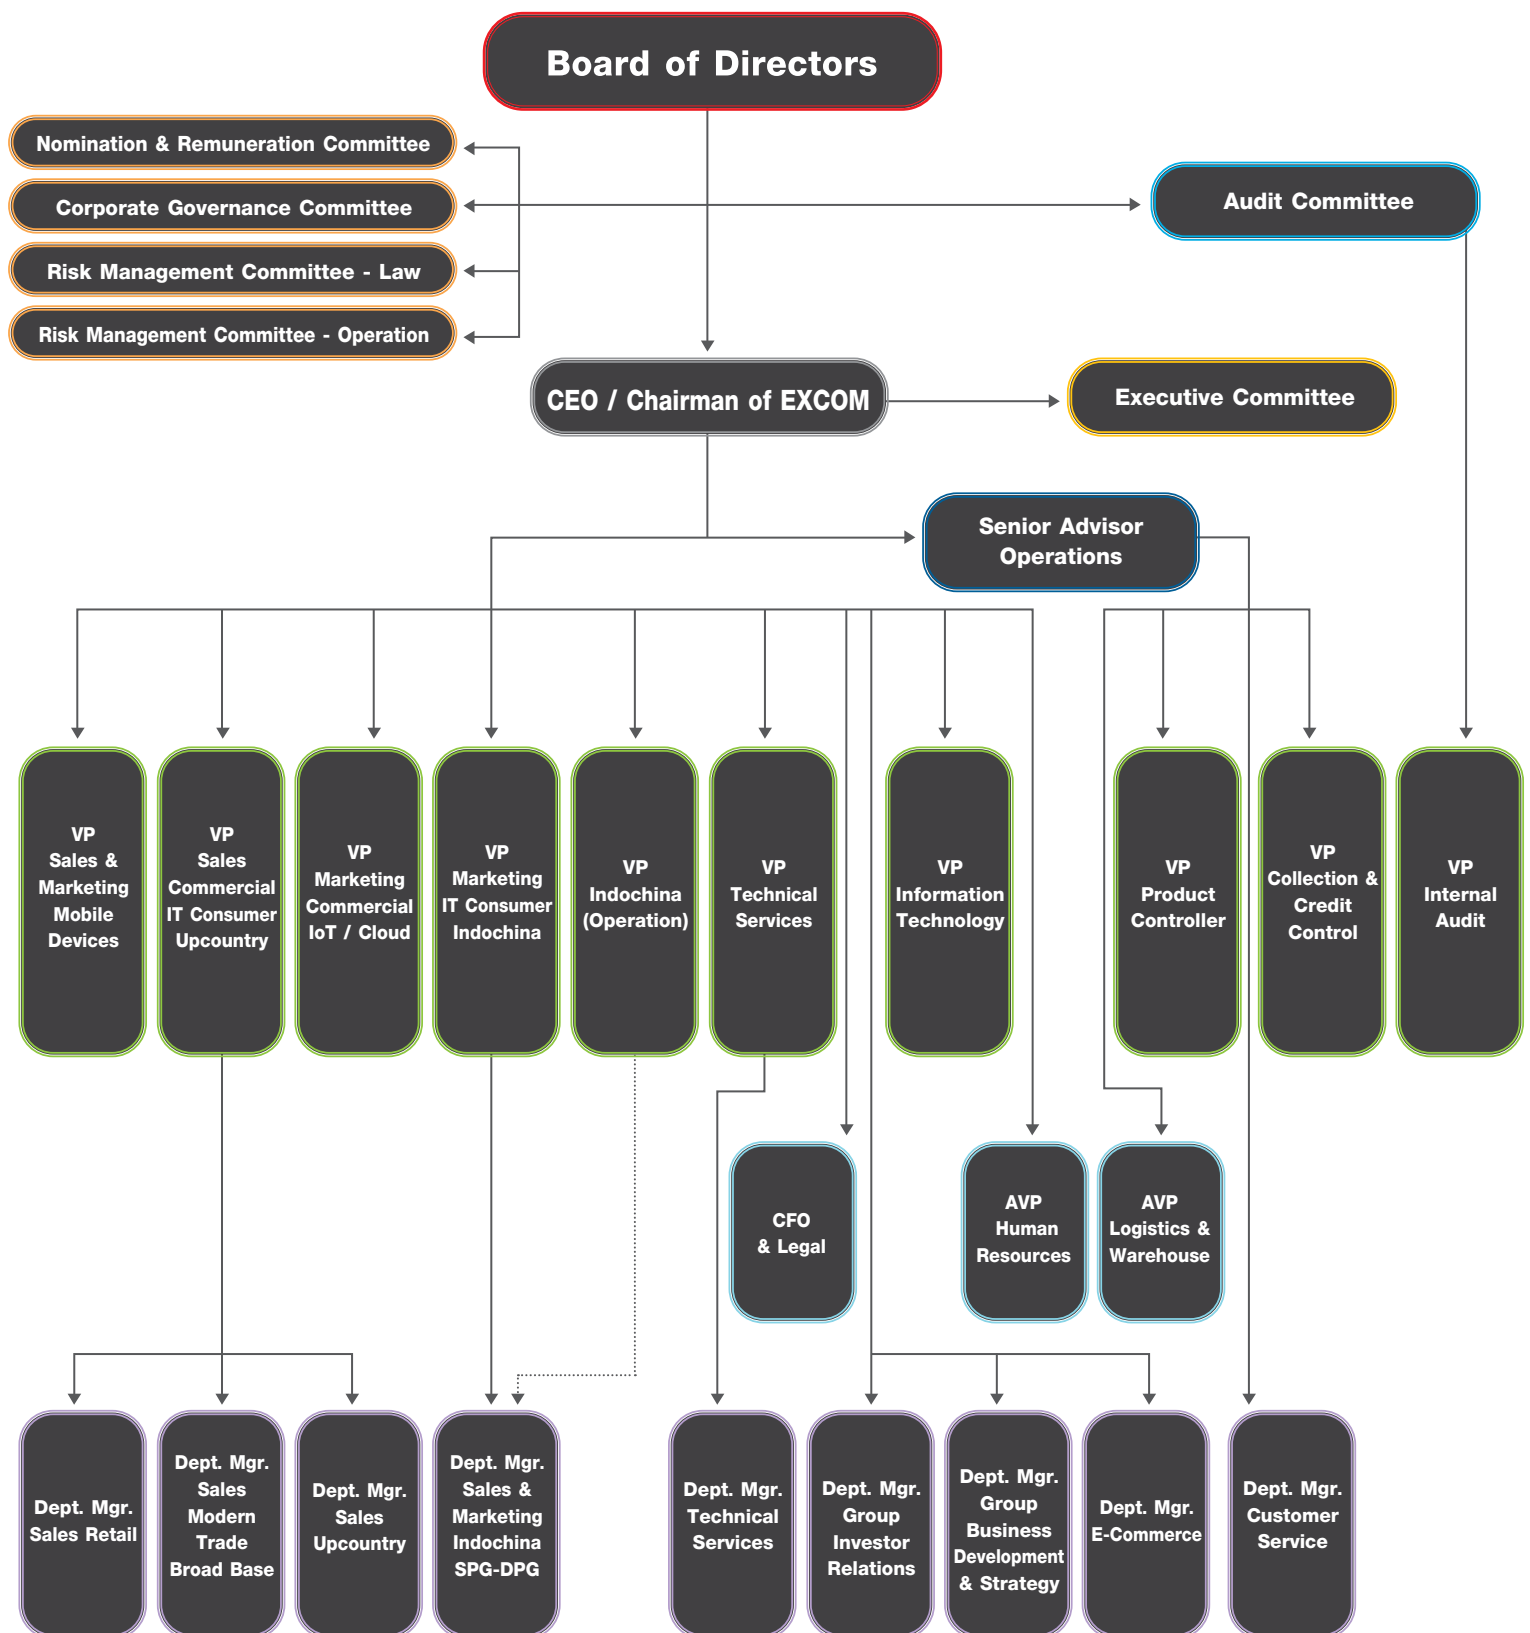 Board of Directors
Nomination & Remuneration Committee
Corporate Governance Committee
Risk Management Committee - Law
Risk Management Committee - Operation
Audit Committee
CEO / Chairman of EXCOM
Executive Committee
Senior Advisor
Operations
VP
Sales &
Marketing
Mobile
Devices
VP
Sales
Commercial
IT Consumer
Upcountry
VP
Marketing
Commercial
IoT / Cloud
VP
Marketing
IT Consumer
Indochina
VP
Indochina
(Operation)
VP
Technical
Services
VP
Information
Technology
VP
Product
Controller
VP
Collection &
Credit
Control
VP
Internal
Audit
CFO
& Legal
AVP
Human
Resources
AVP
Logistics &
Warehouse
Dept. Mgr.
Sales Retail
Dept. Mgr.
Sales
Modern
Trade
Broad Base
Dept. Mgr.
Sales
Upcountry
Dept. Mgr.
Sales &
Marketing
Indochina
SPG-DPG
Dept. Mgr.
Technical
Services
Dept. Mgr.
Group
Investor
Relations
Dept. Mgr.
Group
Business
Development
& Strategy
Dept. Mgr.
E-Commerce
Dept. Mgr.
Customer
Service